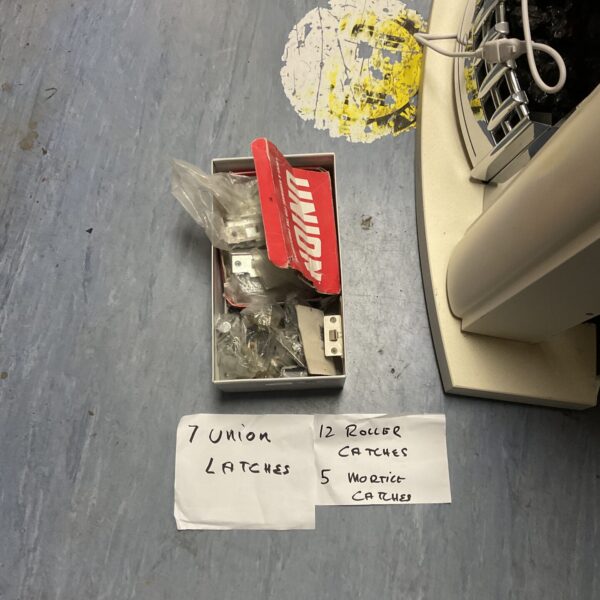 UNION
7 UNION
LATCHES
12 ROLLER
CATCHES
5 MORTICE
CATCHES